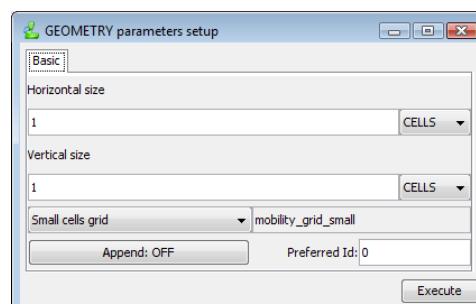 GEOMETRY parameters setup
Basic
Horizontal size
1 CELLS
Vertical size
1 CELLS
Small cells grid mobility_grid_small
Append: OFF Preferred Id: 0
Execute